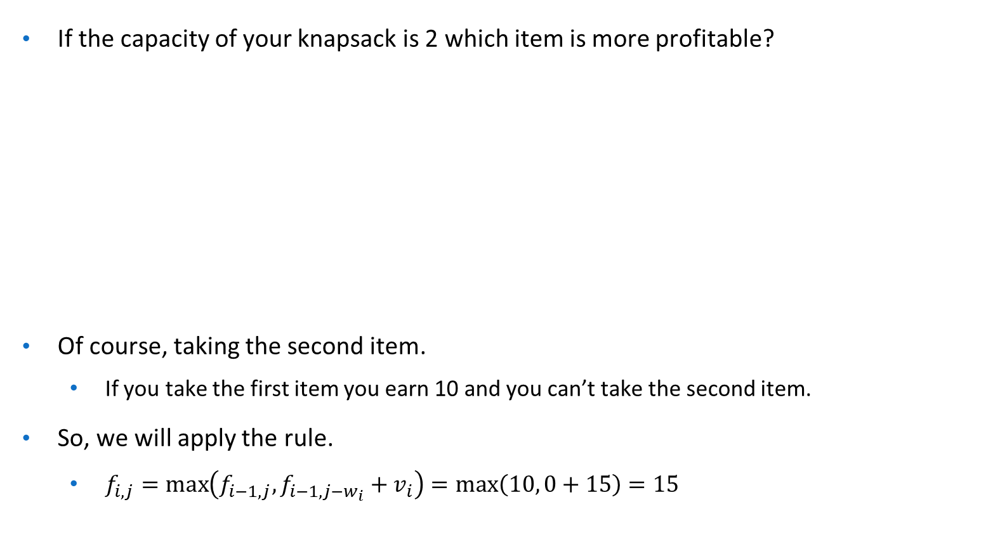 • If the capacity of your knapsack is 2 which item is more profitable?
• Of course, taking the second item.
• If you take the first item you earn 10 and you can’t take the second item.
• So, we will apply the rule.
• f_{i,j} = max(f_{i−1,j}, f_{i−1,j−w_i} + v_i) = max(10, 0 + 15) = 15